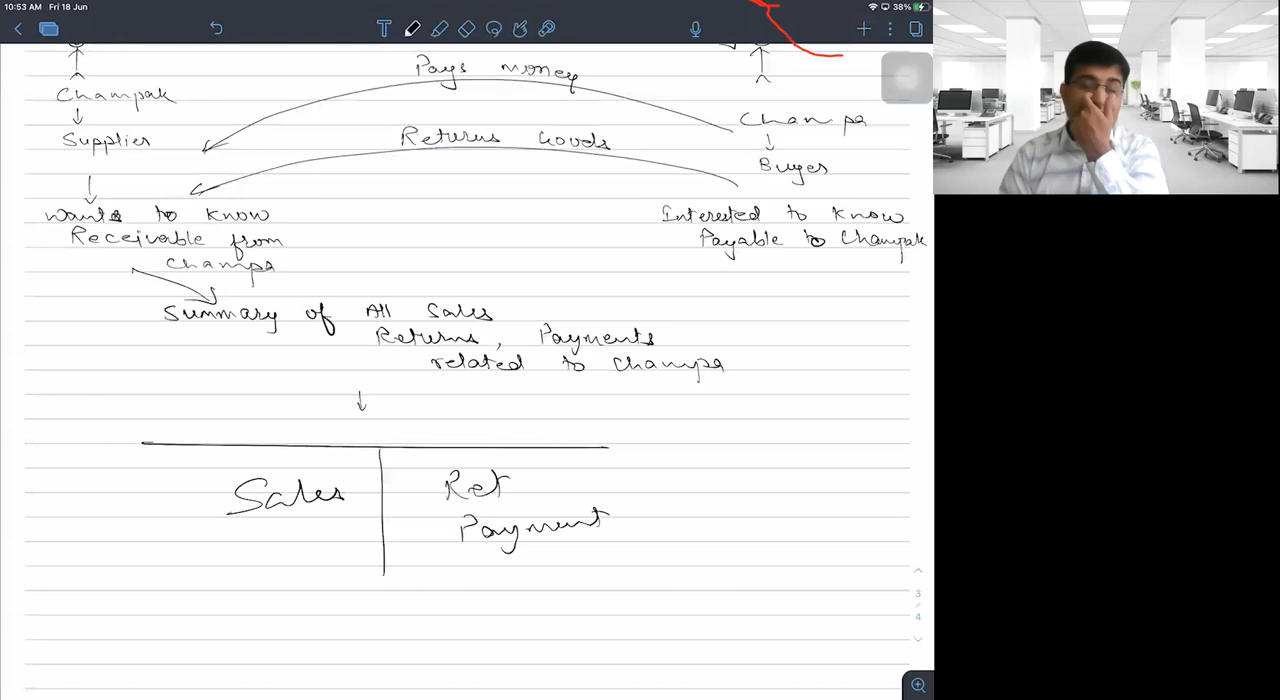 10:53 AM Fri 18 Jun
38%
Pays money
Champak
Champa
Supplier
Returns Goods
Buyer
Wants to know
Receivable from
Champa
Interested to know
Payable to Champak
Summary of All Sales
Returns, Payments
related to Champa
Sales
Ret
Payment
3
/
4